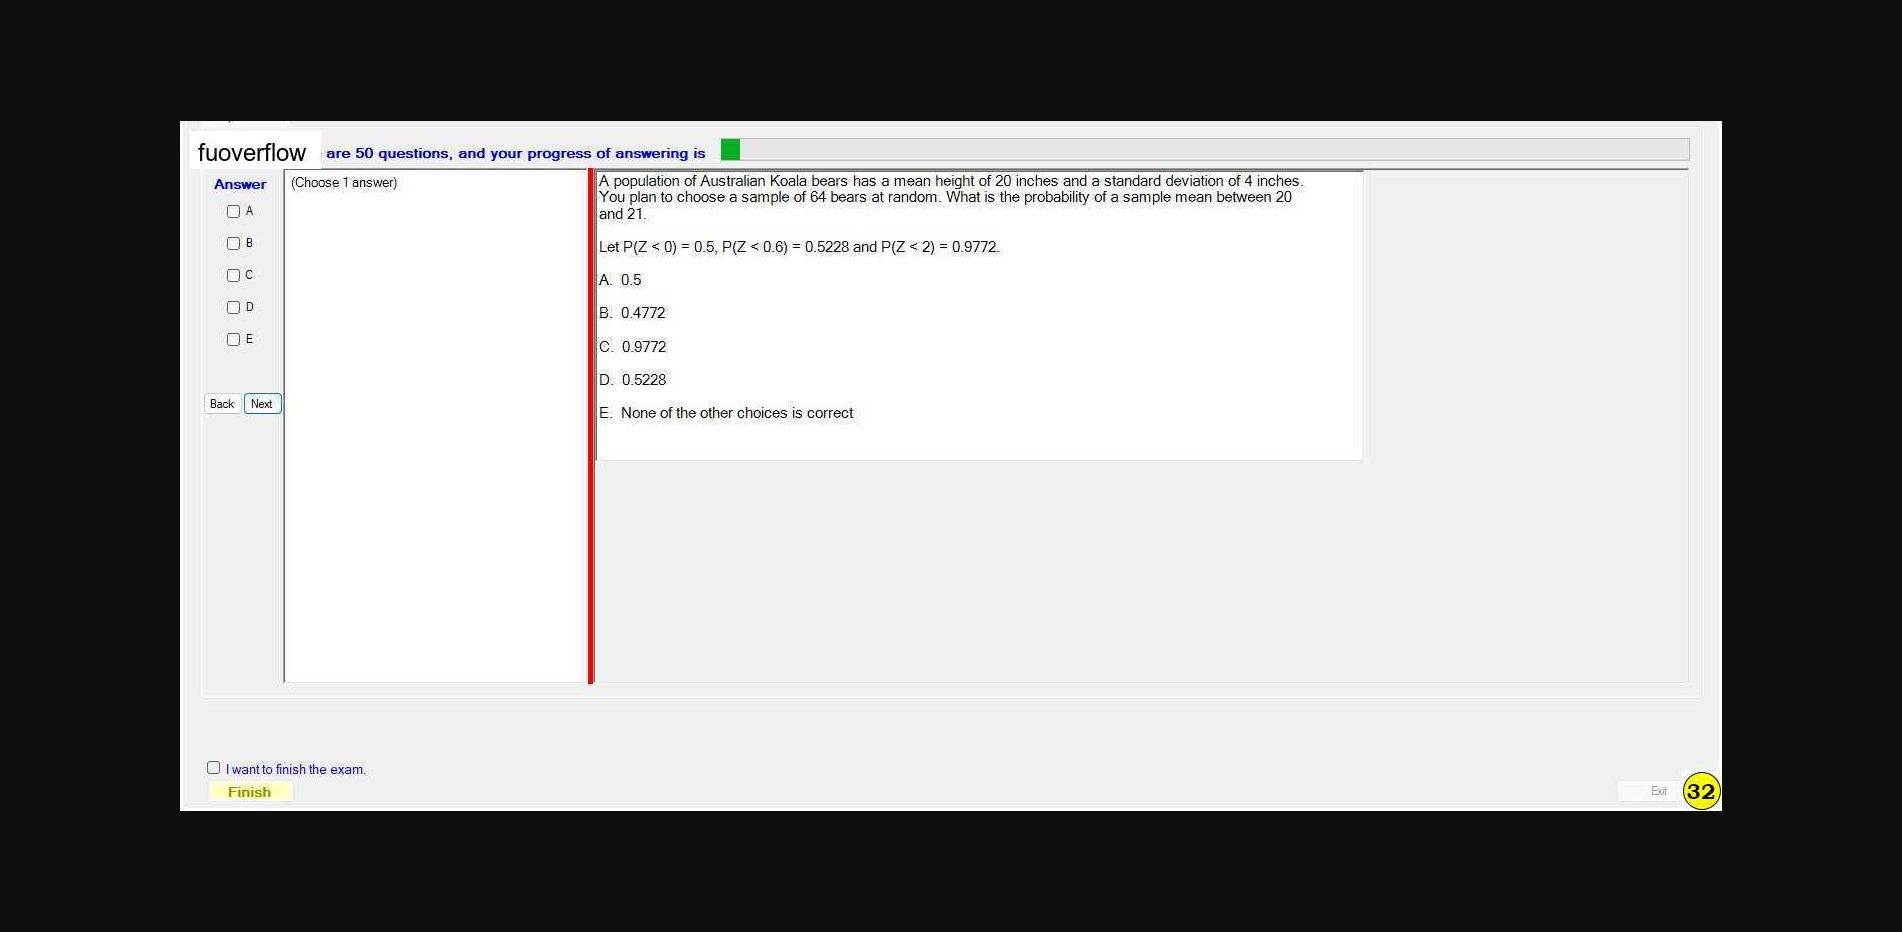 fuoverflow are 50 questions, and your progress of answering is
Answer
(Choose 1 answer)
A
B
C
D
E
Back Next
A population of Australian Koala bears has a mean height of 20 inches and a standard deviation of 4 inches.
You plan to choose a sample of 64 bears at random. What is the probability of a sample mean between 20
and 21.
Let P(Z < 0) = 0.5, P(Z < 0.6) = 0.5228 and P(Z < 2) = 0.9772.
A. 0.5
B. 0.4772
C. 0.9772
D. 0.5228
E. None of the other choices is correct
I want to finish the exam.
Finish
Exit
32